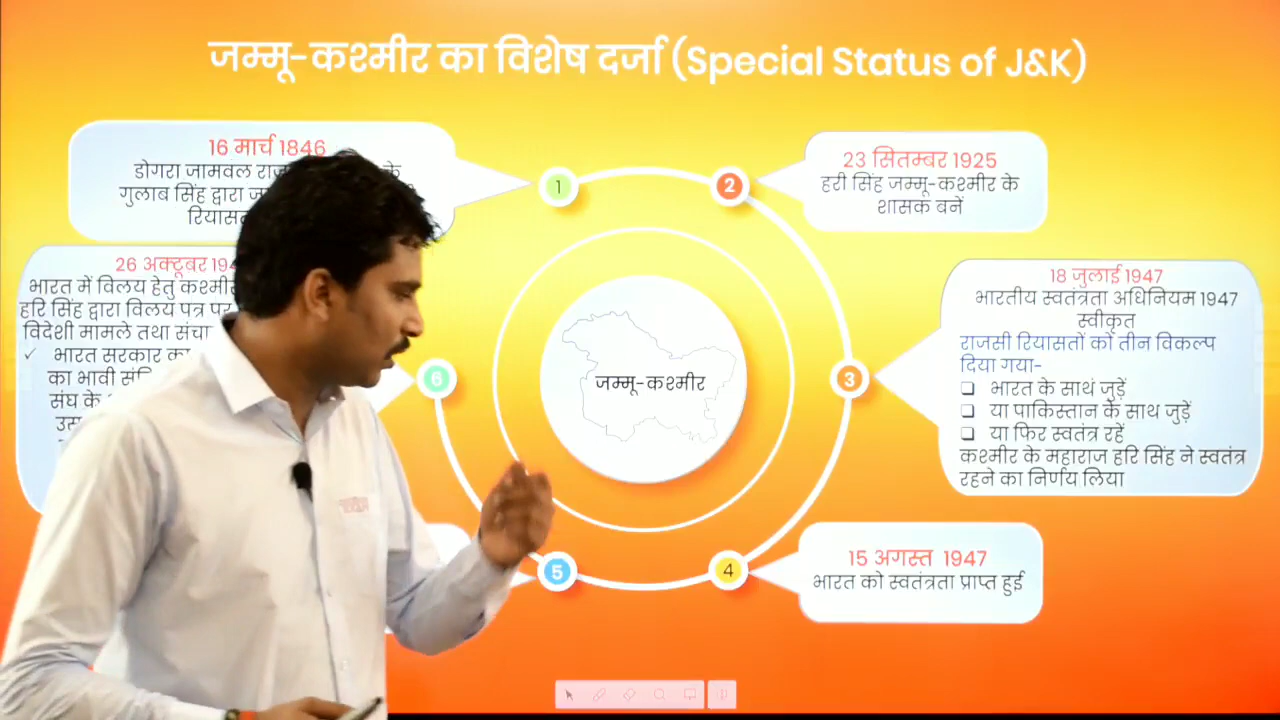 जम्मू-कश्मीर का विशेष दर्जा (Special Status of J&K)
16 मार्च 1846
डोगरा जामवल
गुलाब सिंह द्वारा
23 सितम्बर 1925
हरी सिंह जम्मू-कश्मीर के
शासक बनें
26 अक्टूबर
भारत में विलय हेतु
हरि सिंह द्वारा विलय पत्र पर
विदेशी मामले तथा
✓ भारत सरकार
का भावी
संघ के
18 जुलाई 1947
भारतीय स्वतंत्रता अधिनियम 1947
स्वीकृत
राजसी रियासतों को तीन विकल्प
दिया गया-
❑ भारत के साथ जुड़ें
❑ या पाकिस्तान के साथ जुड़ें
❑ या फिर स्वतंत्र रहें
कश्मीर के महाराज हरि सिंह ने स्वतंत्र
रहने का निर्णय लिया
15 अगस्त 1947
भारत को स्वतंत्रता प्राप्त हुई
1
2
3
4
5
6
जम्मू-कश्मीर